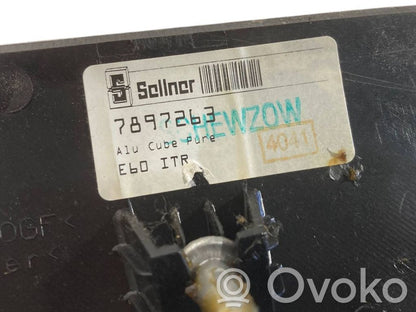 Sellner
7897263
CHEWZOW
Alu Cube Pure
4041
E60 ITR
OVOKO